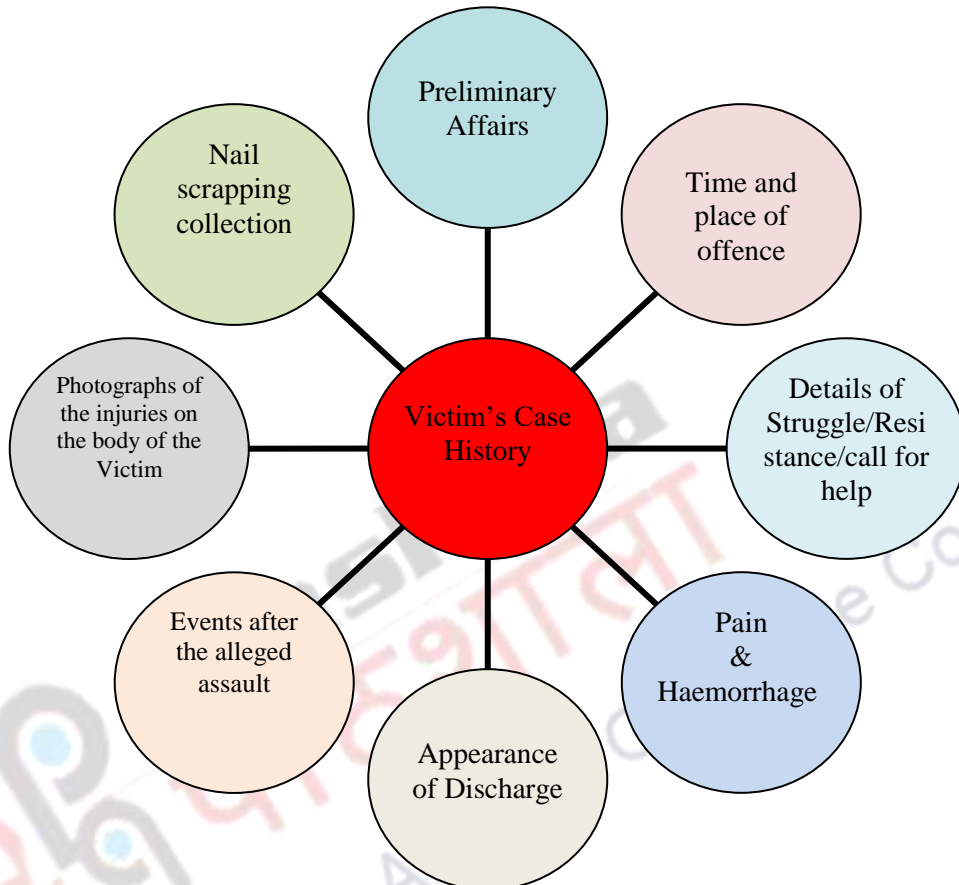 Preliminary
Affairs
Nail
scrapping
collection
Time and
place of
offence
Photographs of
the injuries on
the body of the
Victim
Victim's Case
History
Details of
Struggle/Resi
stance/call for
help
Events after
the alleged
assault
Pain
&
Haemorrhage
Appearance
of Discharge
पाठशाला